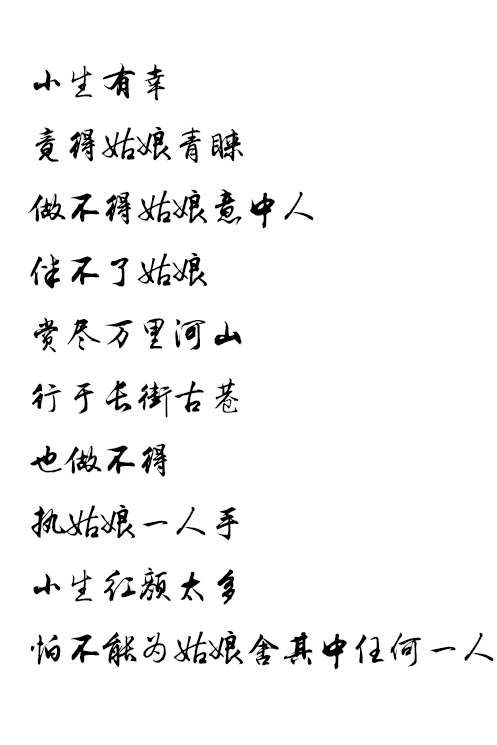 小生有幸
竟得姑娘青睐
做不得姑娘意中人
伴不了姑娘
赏尽万里河山
行于长街古巷
也做不得
执姑娘一人手
小生红颜太多
怕不能为姑娘舍其中任何一人